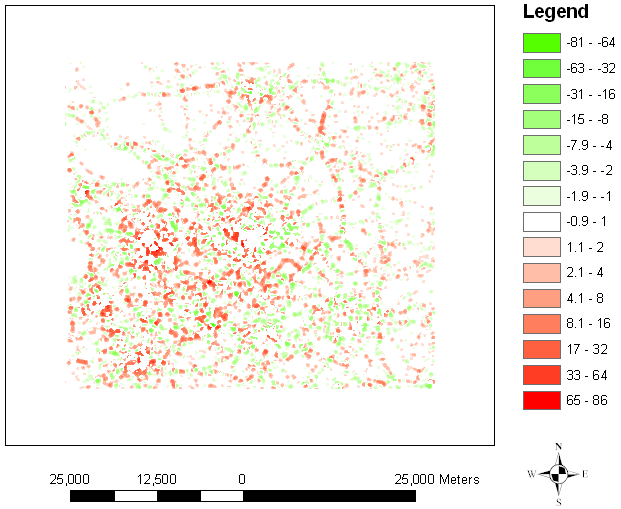 Legend
-81 - -64
-63 - -32
-31 - -16
-15 - -8
-7.9 - -4
-3.9 - -2
-1.9 - -1
-0.9 - 1
1.1 - 2
2.1 - 4
4.1 - 8
8.1 - 16
17 - 32
33 - 64
65 - 86
N
W E
S
25,000 12,500 0 25,000 Meters